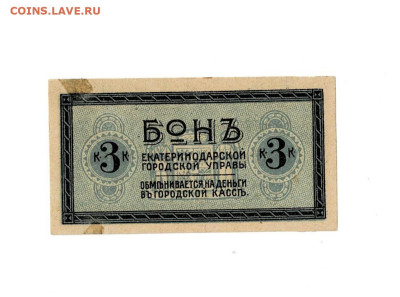 COINS.LAVE.RU
БОНЪ
ЕКАТЕРИНОДАРСКОЙ
ГОРОДСКОЙ УПРАВЫ
К 3 К
К 3 К
ОБМѢНИВАЕТСЯ НА ДЕНЬГИ
ВЪ ГОРОДСКОЙ КАССѢ.